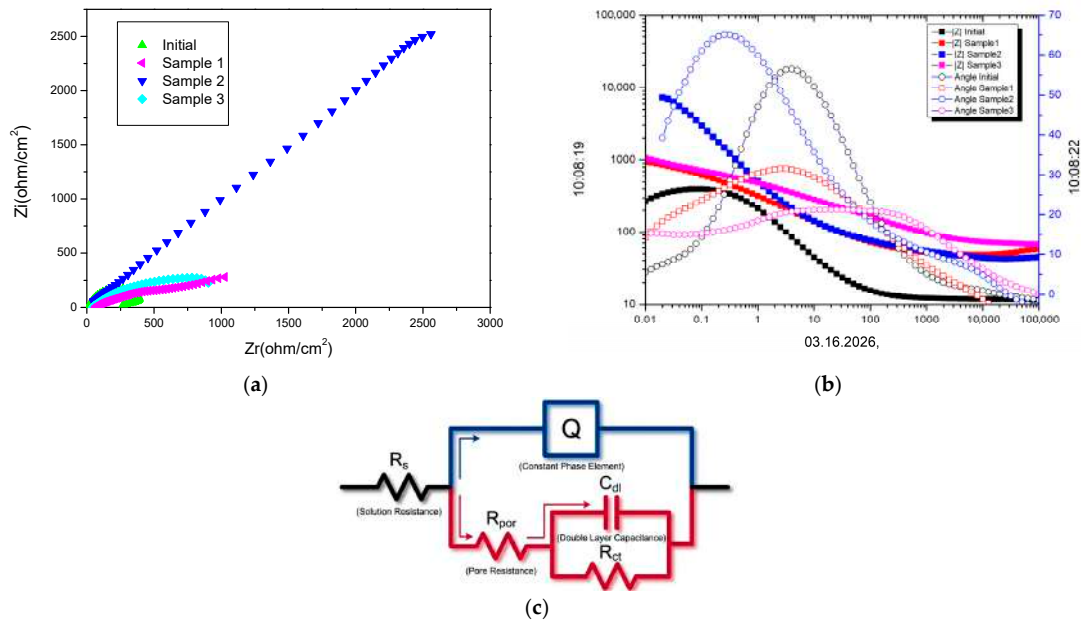 Initial
Sample 1
Sample 2
Sample 3
2500
2000
1500
1000
500
0
0 500 1000 1500 2000 2500 3000
Zi(ohm/cm²)
Zr(ohm/cm²)
(a)
100,000
10,000
1000
100
10
70
60
50
40
30
20
10
0
|Z| Initial
|Z| Sample1
|Z| Sample2
|Z| Sample3
Angle Initial
Angle Sample1
Angle Sample2
Angle Sample3
10:08:19
10:08:22
0.01 0.1 1 10 100 1000 10,000 100,000
03.16.2026,
(b)
Q
(Constant Phase Element)
Rs
(Solution Resistance)
Cdl
(Double Layer Capacitance)
Rpor
(Pore Resistance)
Rct
(c)